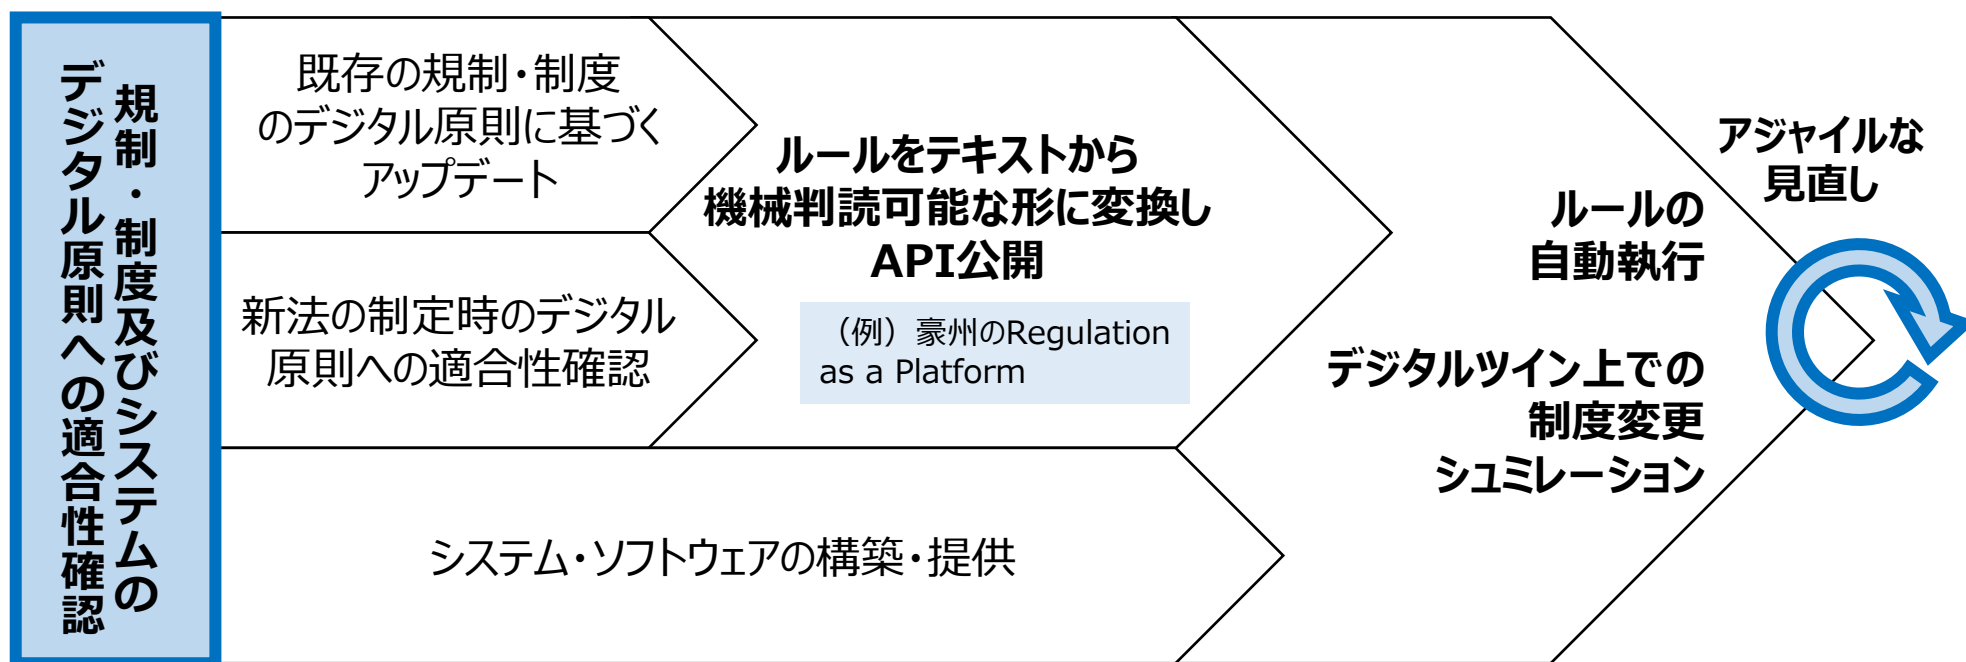 規制・制度及びシステムの
デジタル原則への適合性確認
既存の規制・制度
のデジタル原則に基づく
アップデート
新法の制定時のデジタル
原則への適合性確認
システム・ソフトウェアの構築・提供
ルールをテキストから
機械判読可能な形に変換し
API公開
（例）豪州のRegulation
as a Platform
ルールの
自動執行
デジタルツイン上での
制度変更
シュミレーション
アジャイルな
見直し